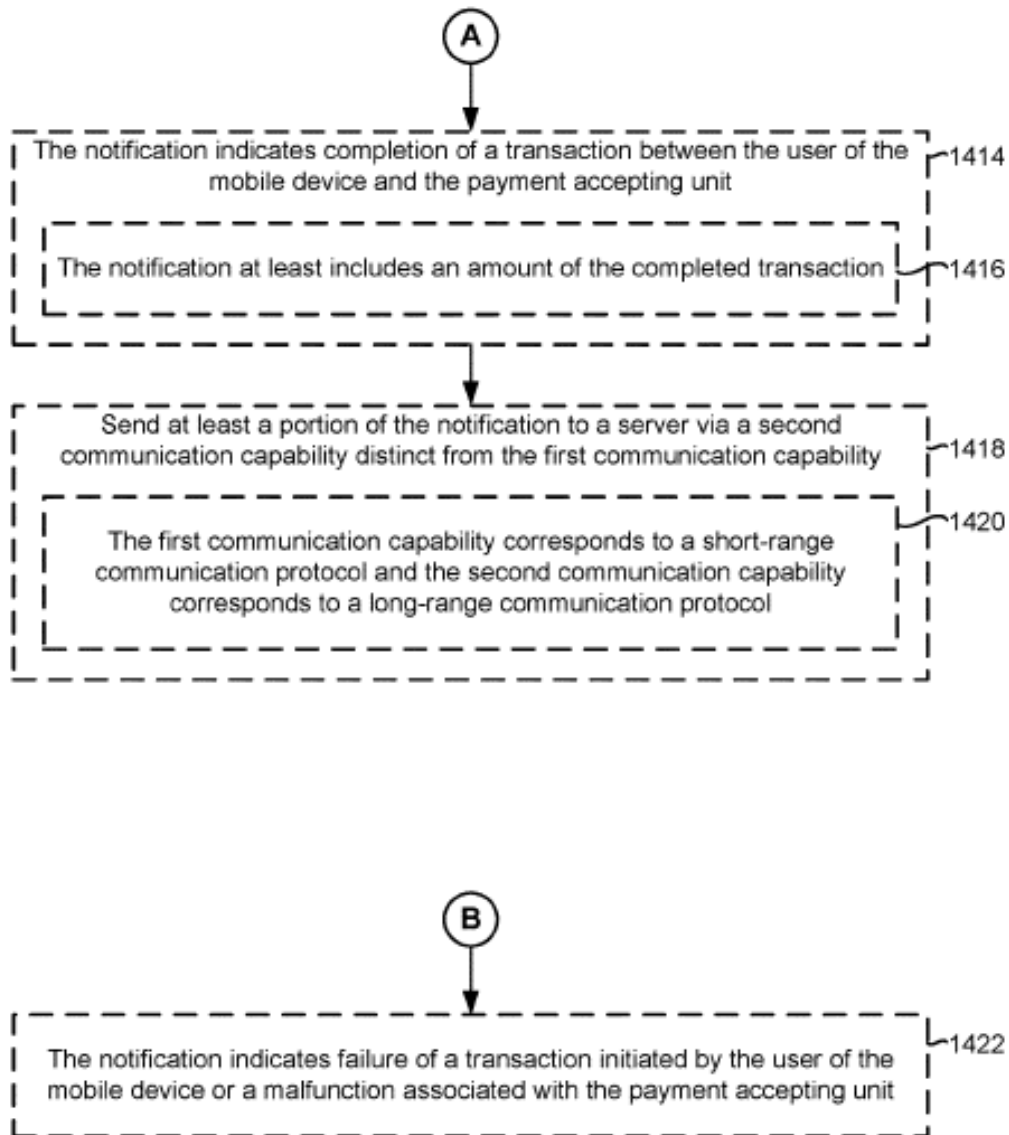 A
The notification indicates completion of a transaction between the user of the
mobile device and the payment accepting unit
1414
The notification at least includes an amount of the completed transaction
1416
Send at least a portion of the notification to a server via a second
communication capability distinct from the first communication capability
1418
1420
The first communication capability corresponds to a short-range
communication protocol and the second communication capability
corresponds to a long-range communication protocol
B
The notification indicates failure of a transaction initiated by the user of the
mobile device or a malfunction associated with the payment accepting unit
1422